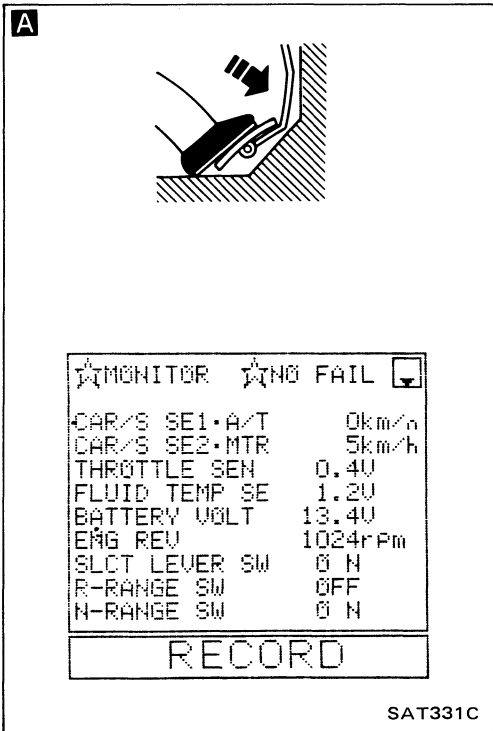 A
☆MONITOR ☆NO FAIL
CAR/S SE1·A/T 0km/h
CAR/S SE2·MTR 5km/h
THROTTLE SEN 0.4V
FLUID TEMP SE 1.2V
BATTERY VOLT 13.4V
ENG REV 1024rpm
SLCT LEVER SW ON
R-RANGE SW OFF
N-RANGE SW ON
RECORD
SAT331C